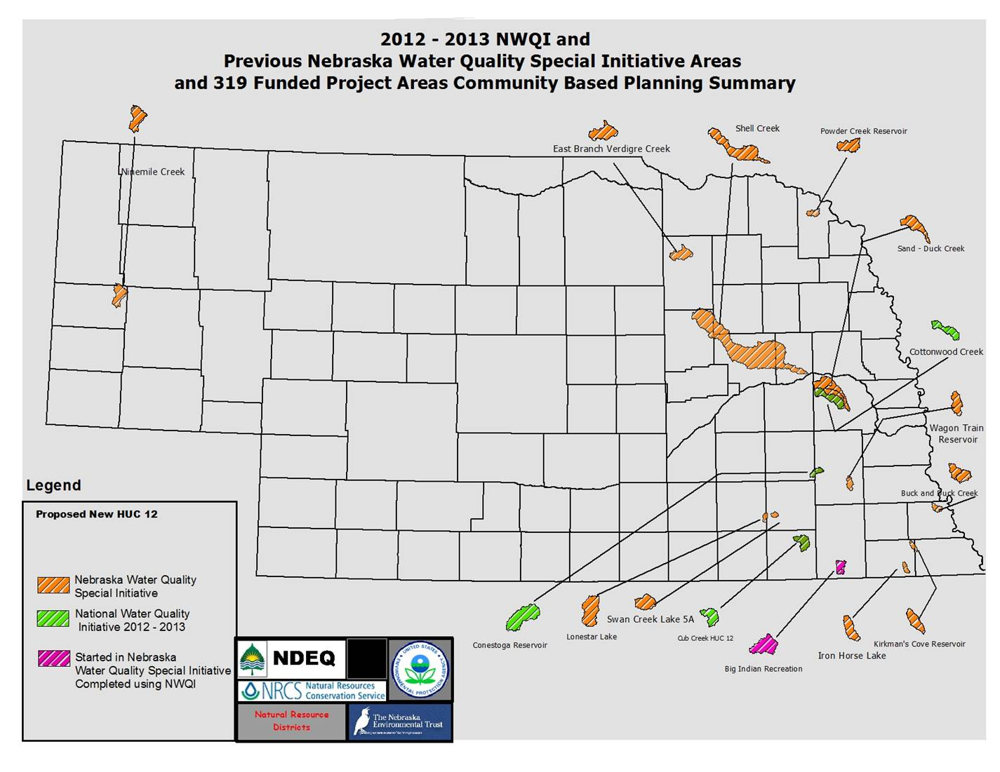 2012 - 2013 NWQI and
Previous Nebraska Water Quality Special Initiative Areas
and 319 Funded Project Areas Community Based Planning Summary
Shell Creek
Powder Creek Reservoir
East Branch Verdigre Creek
Ninemile Creek
Sand - Duck Creek
Cottonwood Creek
Wagon Train
Reservoir
Buck and Duck Creek
Legend
Proposed New HUC 12
Nebraska Water Quality
Special Initiative
National Water Quality
Initiative 2012 - 2013
Started in Nebraska
Water Quality Special Initiative
Completed using NWQI
Conestoga Reservoir
Lonestar Lake
Swan Creek Lake 5A
Cub Creek HUC 12
Big Indian Recreation
Iron Horse Lake
Kirkman's Cove Reservoir
NDEQ
UNITED STATES
ENVIRONMENTAL PROTECTION AGENCY
NRCS Natural Resources
Conservation Service
Natural Resource
Districts
The Nebraska
Environmental Trust